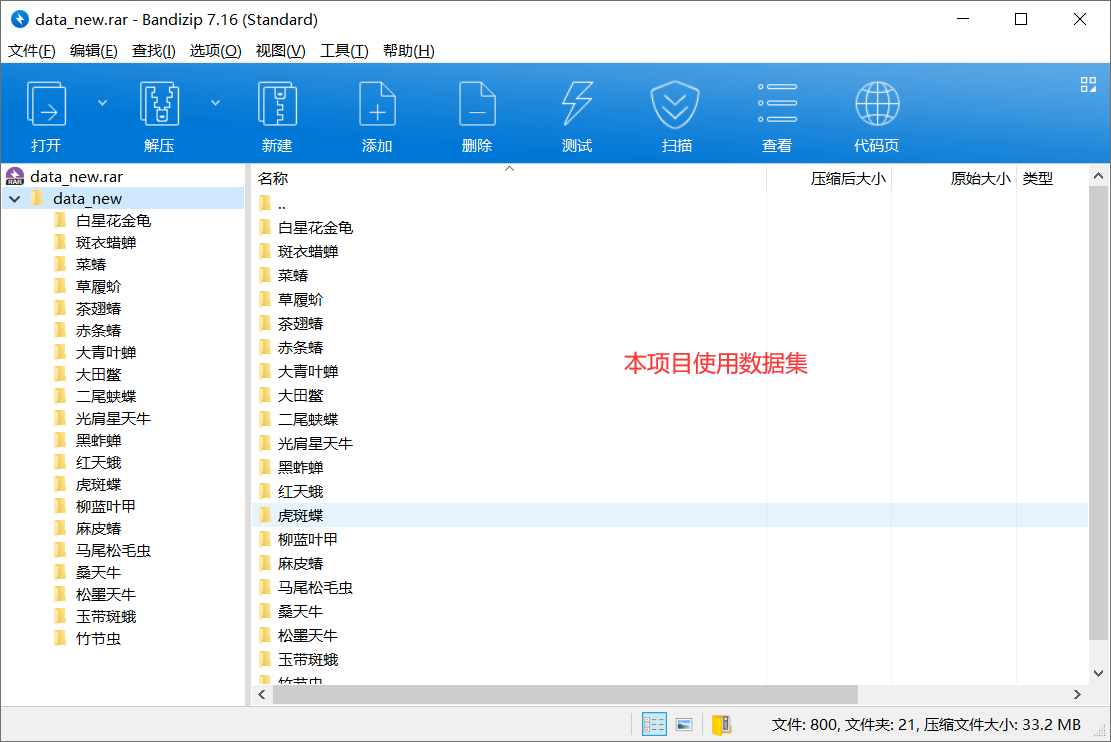 data_new.rar - Bandizip 7.16 (Standard)
文件(F) 编辑(E) 查找(I) 选项(O) 视图(V) 工具(T) 帮助(H)
打开 解压 新建 添加 删除 测试 扫描 查看 代码页
RAR
data_new.rar
data_new
白星花金龟
斑衣蜡蝉
菜蝽
草履蚧
茶翅蝽
赤条蝽
大青叶蝉
大田鳖
二尾蛱蝶
光肩星天牛
黑蚱蝉
红天蛾
虎斑蝶
柳蓝叶甲
麻皮蝽
马尾松毛虫
桑天牛
松墨天牛
玉带斑蛾
竹节虫
名称 压缩后大小 原始大小 类型
..
白星花金龟
斑衣蜡蝉
菜蝽
草履蚧
茶翅蝽
赤条蝽
大青叶蝉
大田鳖
二尾蛱蝶
光肩星天牛
黑蚱蝉
红天蛾
虎斑蝶
柳蓝叶甲
麻皮蝽
马尾松毛虫
桑天牛
松墨天牛
玉带斑蛾
竹节虫
本项目使用数据集
文件: 800, 文件夹: 21, 压缩文件大小: 33.2 MB